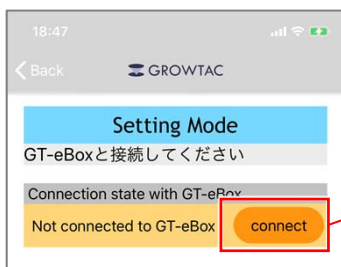 18:47
Back
GROWTAC
Setting Mode
GT-eBoxと接続してください
Connection state with GT-eBox
Not connected to GT-eBox
connect